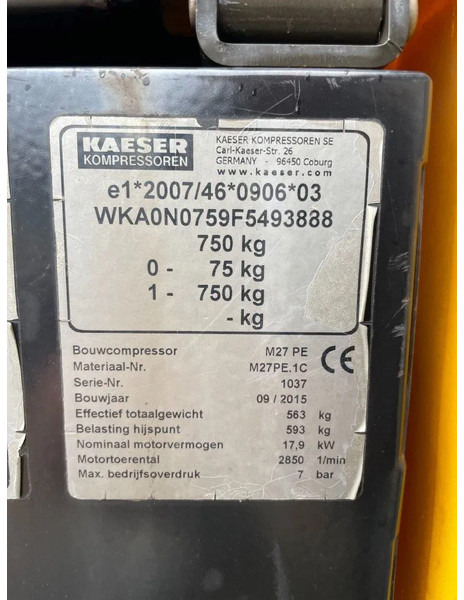 KAESER
KOMPRESSOREN
KAESER KOMPRESSOREN SE
Carl-Kaeser-Str. 26
GERMANY - 96450 Coburg
www.kaeser.com
e1*2007/46*0906*03
WKA0N0759F5493888
750 kg
0 - 75 kg
1 - 750 kg
- kg
Bouwcompressor M27 PE
Materiaal-Nr. M27PE.1C
Serie-Nr. 1037
Bouwjaar 09 / 2015
Effectief totaalgewicht 563 kg
Belasting hijspunt 593 kg
Nominaal motorvermogen 17,9 kW
Motortoerental 2850 1/min
Max. bedrijfsoverdruk 7 bar
CE